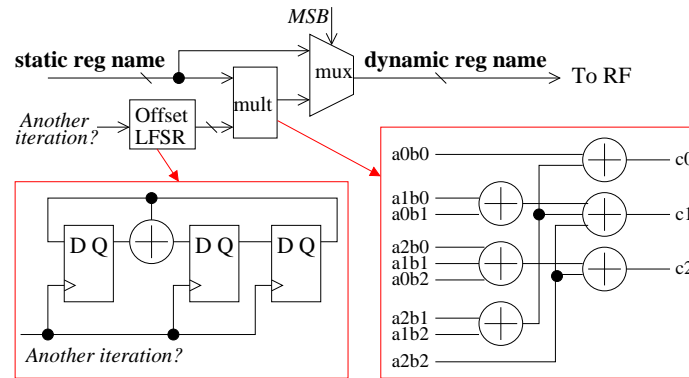 MSB
static reg name
dynamic reg name
mux
To RF
mult
Another
iteration?
Offset
LFSR
D Q
D Q
D Q
Another iteration?
a0b0
c0
a1b0
a0b1
c1
a2b0
a1b1
a0b2
c2
a2b1
a1b2
a2b2